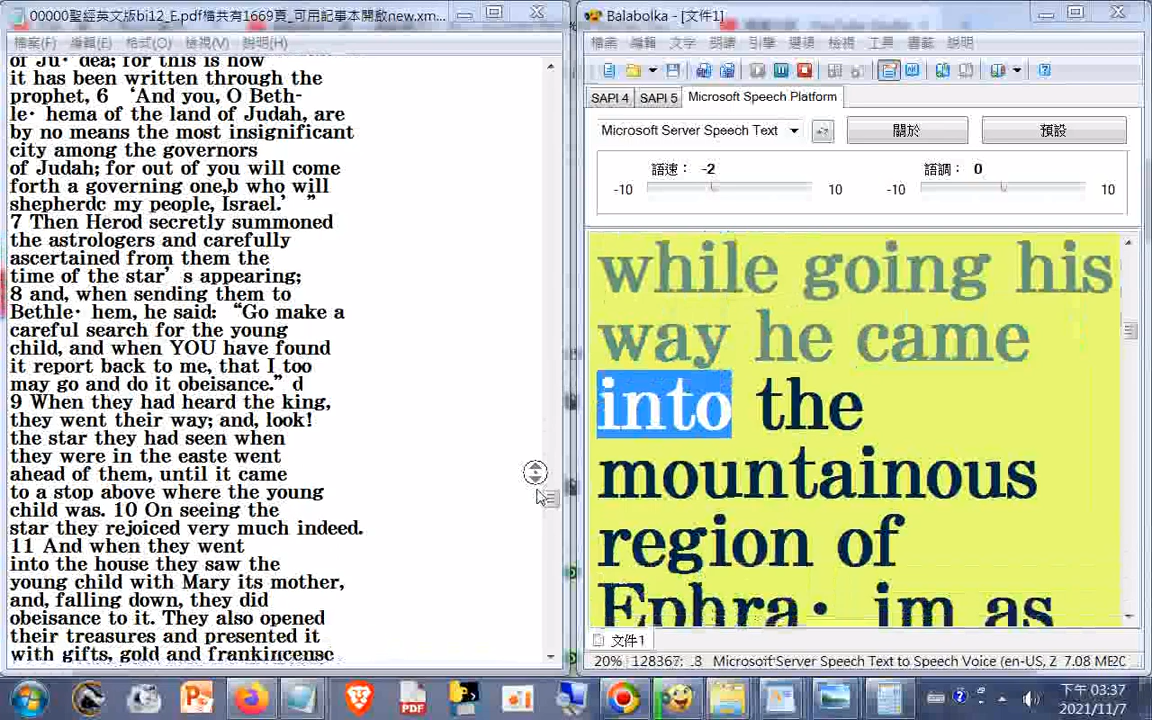 00000聖經英文版bi12_E.pdf檔共有1669頁_可用記事本開啟new.xm...
檔案(F) 編輯(E) 格式(O) 檢視(V) 說明(H)
of Ju‧dea; for this is how
it has been written through the
prophet, 6 ‘And you, O Beth-
le‧hema of the land of Judah, are
by no means the most insignificant
city among the governors
of Judah; for out of you will come
forth a governing one,b who will
shepherdc my people, Israel.’ ”
7 Then Herod secretly summoned
the astrologers and carefully
ascertained from them the
time of the star’s appearing;
8 and, when sending them to
Bethle‧hem, he said: “Go make a
careful search for the young
child, and when YOU have found
it report back to me, that I too
may go and do it obeisance.” d
9 When they had heard the king,
they went their way; and, look!
the star they had seen when
they were in the easte went
ahead of them, until it came
to a stop above where the young
child was. 10 On seeing the
star they rejoiced very much indeed.
11 And when they went
into the house they saw the
young child with Mary its mother,
and, falling down, they did
obeisance to it. They also opened
their treasures and presented it
with gifts, gold and frankincense
Balabolka - [文件1]
檔案 編輯 文字 朗讀 引擎 選項 檢視 工具 書籤 說明
SAPI 4 SAPI 5 Microsoft Speech Platform
Microsoft Server Speech Text 關於 預設
語速： -2 語調： 0
-10 10 -10 10
while going his
way he came
into the
mountainous
region of
Ephra‧im as
文件1
20% Microsoft Server Speech Text to Speech Voice (en-US, Z 7.08 ME
PDF
下午 03:37
2021/11/7